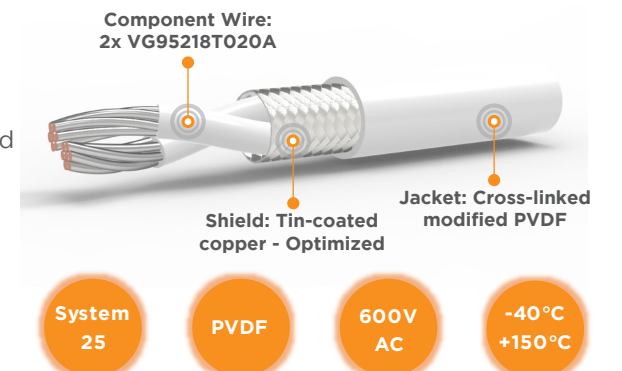 Component Wire:
2x VG95218T020A
d
Shield: Tin-coated
copper - Optimized
Jacket: Cross-linked
modified PVDF
System
25
PVDF
600V
AC
-40°C
+150°C